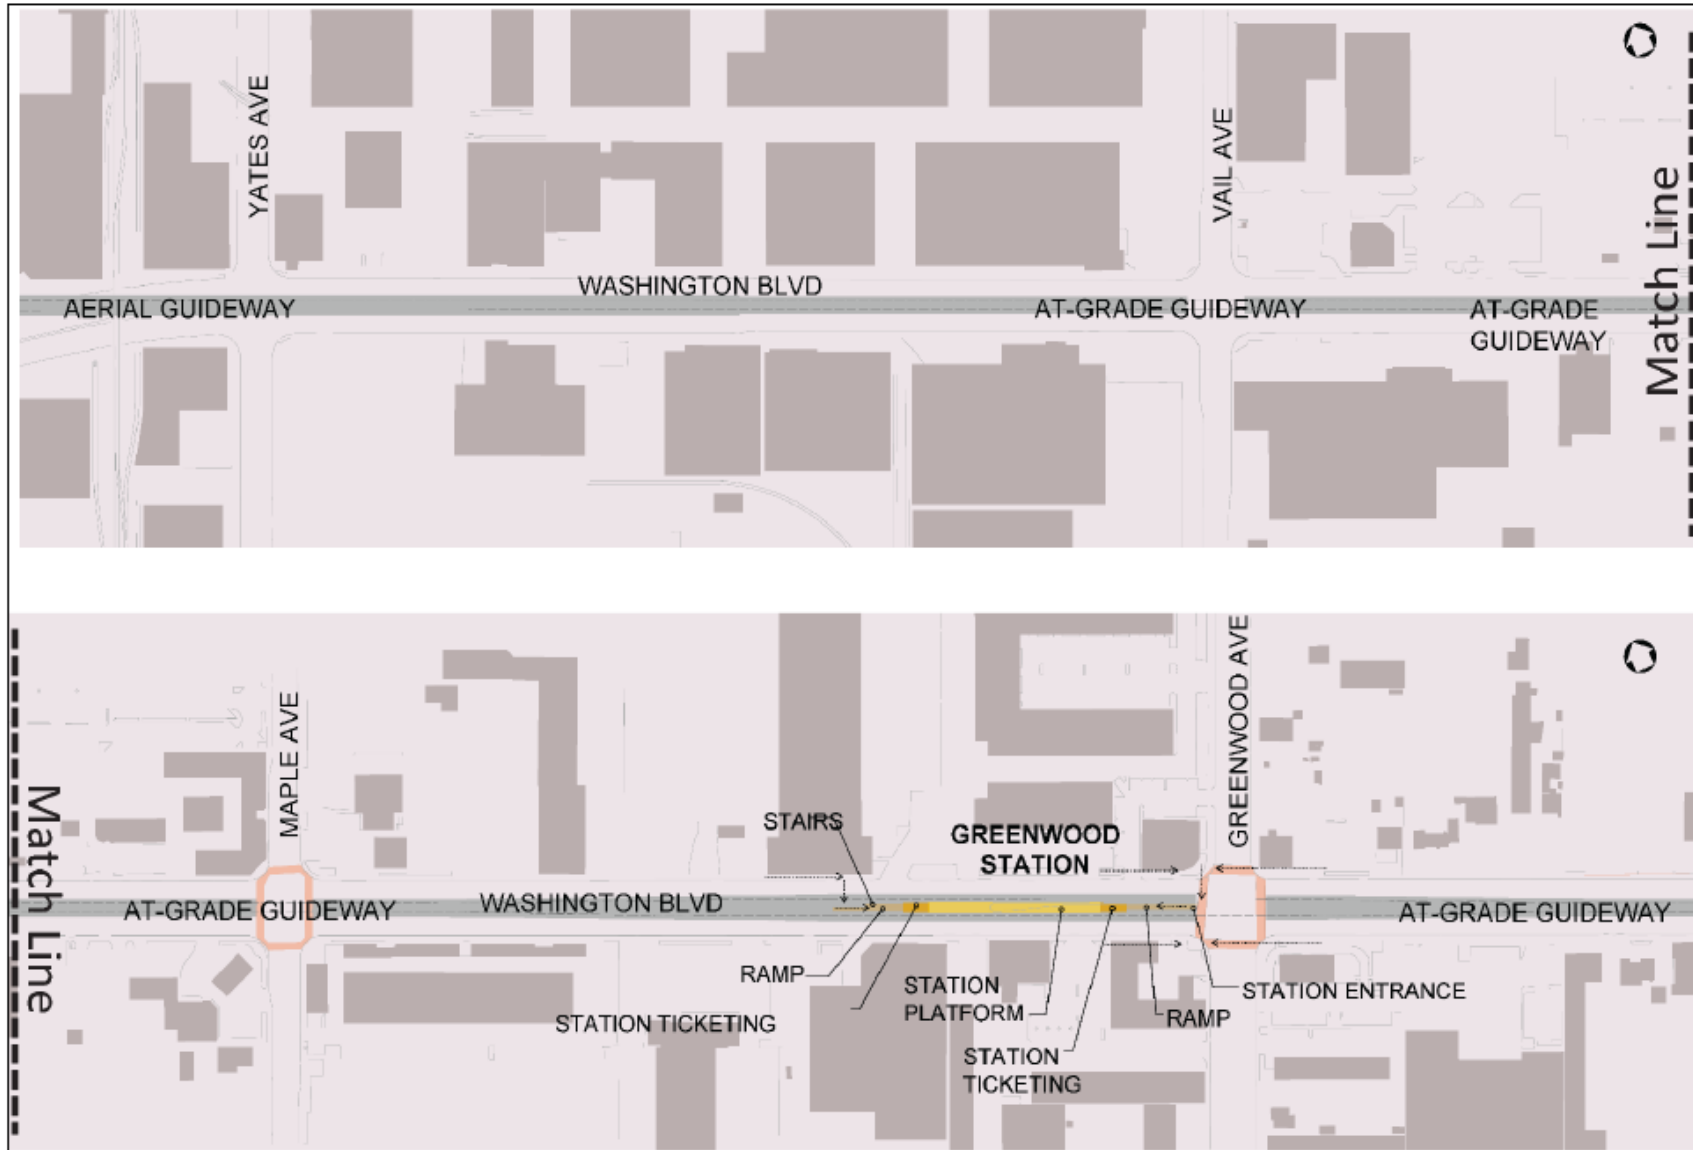 YATES AVE
VAIL AVE
WASHINGTON BLVD
AERIAL GUIDEWAY
AT-GRADE GUIDEWAY
AT-GRADE
GUIDEWAY
Match Line
Match Line
MAPLE AVE
GREENWOOD AVE
STAIRS
GREENWOOD
STATION
AT-GRADE GUIDEWAY
WASHINGTON BLVD
AT-GRADE GUIDEWAY
RAMP
STATION TICKETING
STATION
PLATFORM
STATION
TICKETING
RAMP
STATION ENTRANCE